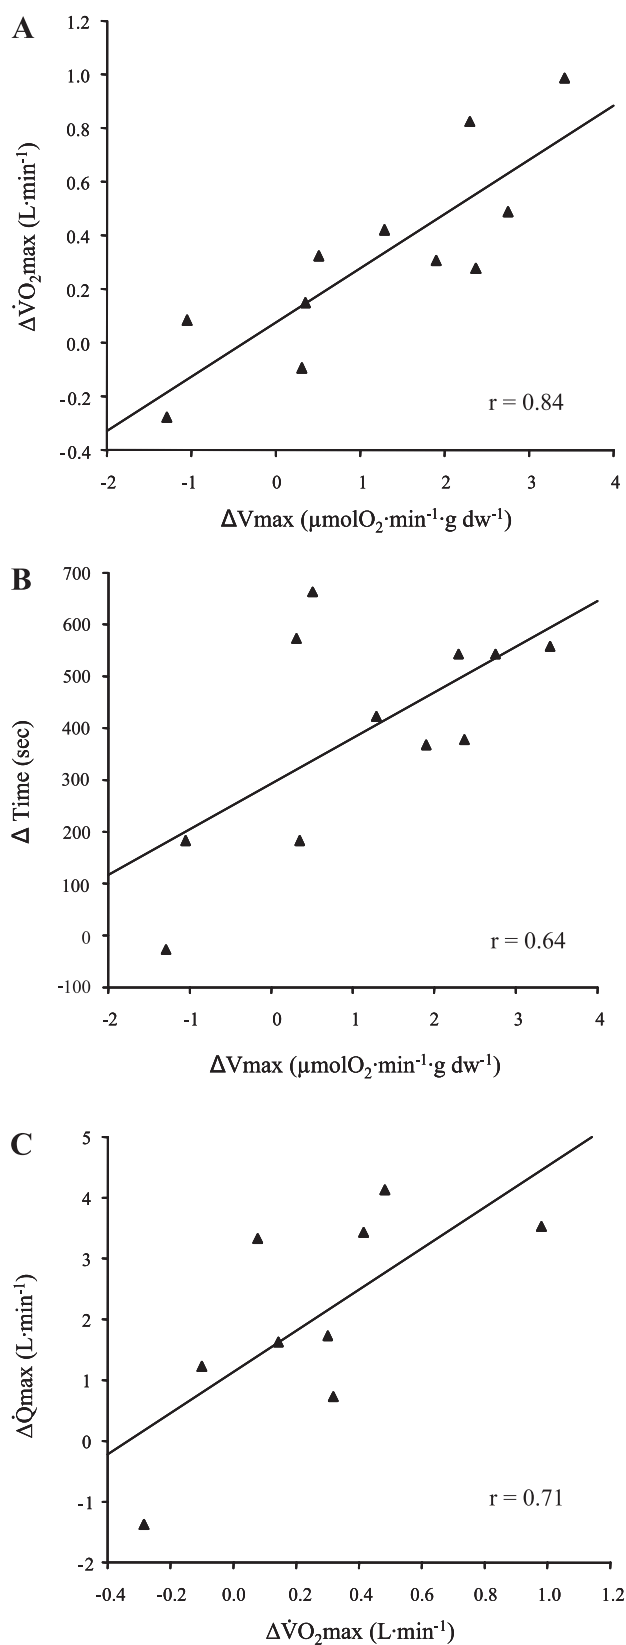 A
1.2
1.0
0.8
0.6
0.4
0.2
0.0
-0.2
-0.4
ΔV̇O₂max (L·min⁻¹)
r = 0.84
-2 -1 0 1 2 3 4
ΔVmax (µmolO₂·min⁻¹·g dw⁻¹)
B
700
600
500
400
300
200
100
0
-100
Δ Time (sec)
r = 0.64
-2 -1 0 1 2 3 4
ΔVmax (µmolO₂·min⁻¹·g dw⁻¹)
C
5
4
3
2
1
0
-1
-2
ΔQ̇max (L·min⁻¹)
r = 0.71
-0.4 -0.2 0.0 0.2 0.4 0.6 0.8 1.0 1.2
ΔV̇O₂max (L·min⁻¹)